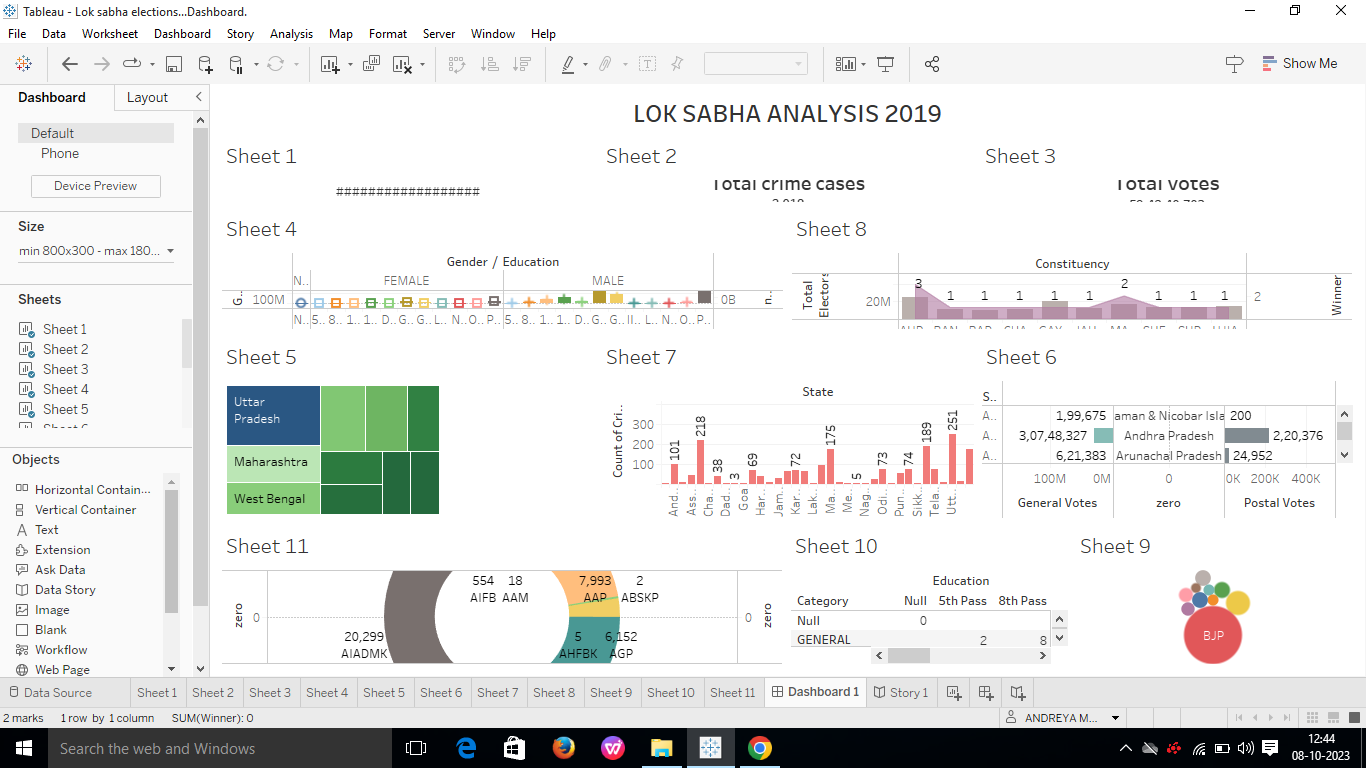 Tableau - Lok sabha elections...Dashboard.
File Data Worksheet Dashboard Story Analysis Map Format Server Window Help
Show Me
Dashboard Layout
Default
Phone
Device Preview
Size
min 800x300 - max 180...
Sheets
Sheet 1
Sheet 2
Sheet 3
Sheet 4
Sheet 5
Objects
Horizontal Contain...
Vertical Container
Text
Extension
Ask Data
Data Story
Image
Blank
Workflow
Web Page
LOK SABHA ANALYSIS 2019
Sheet 1
##################
Sheet 2
Total crime cases
Sheet 3
Total votes
Sheet 4
Gender / Education
N.. FEMALE MALE
G.. 100M 0B n..
N.. 5.. 8.. 1.. 1.. D.. G.. G.. L.. N.. O.. P.. 5.. 8.. 1.. 1.. D.. G.. G.. Il.. L.. N.. O.. P..
Sheet 8
Constituency
Total Electors
20M
3 1 1 1 1 1 2 1 1 1
2
Winner
Sheet 5
Uttar Pradesh
Maharashtra
West Bengal
Sheet 7
State
Count of Cri..
300
200
100
101 218 38 3 69 72 175 5 73 74 189 251
And.. Ass.. Cha.. Dad.. Goa Har.. Jam.. Kar.. Lak.. Ma.. Me.. Nag.. Odi.. Pun.. Sikk.. Tela.. Utt..
Sheet 6
S..
A.. 1,99,675 aman & Nicobar Isla 200
A.. 3,07,48,327 Andhra Pradesh 2,20,376
A.. 6,21,383 Arunachal Pradesh 24,952
100M 0M 0 0K 200K 400K
General Votes zero Postal Votes
Sheet 11
zero 0
554 AIFB
18 AAM
7,993 AAP
2 ABSKP
20,299 AIADMK
5 AHFBK
6,152 AGP
0 zero
Sheet 10
Education
Category Null 5th Pass 8th Pass
Null 0
GENERAL 2 8
Sheet 9
BJP
Data Source Sheet 1 Sheet 2 Sheet 3 Sheet 4 Sheet 5 Sheet 6 Sheet 7 Sheet 8 Sheet 9 Sheet 10 Sheet 11 Dashboard 1 Story 1
2 marks 1 row by 1 column SUM(Winner): 0 ANDREYA M...
Search the web and Windows
12:44
08-10-2023